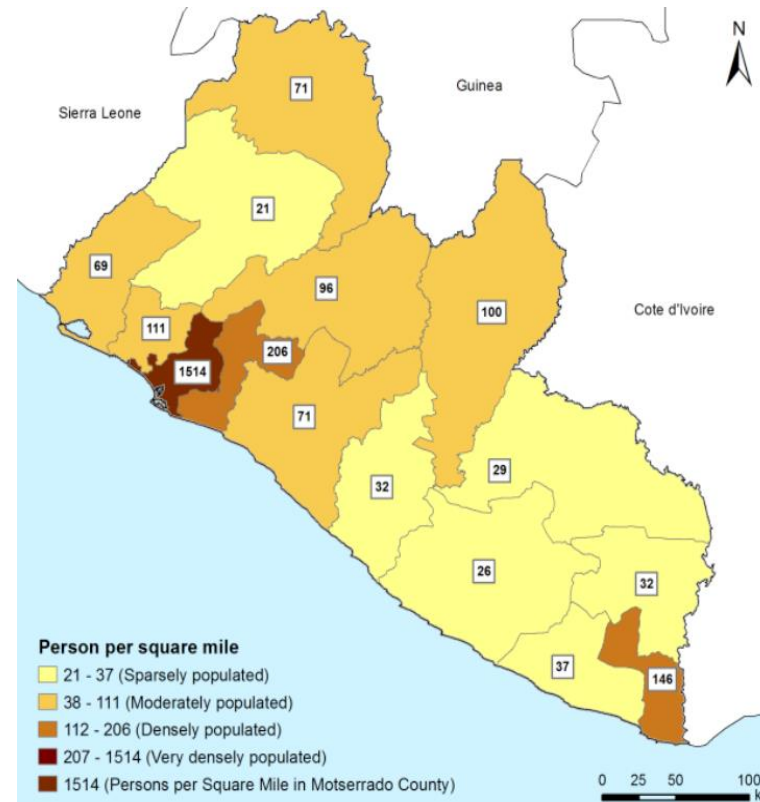 N
71
Guinea
Sierra Leone
21
69
96
100
Cote d'Ivoire
111
206
1514
71
29
32
26
32
37
146
Person per square mile
21 - 37 (Sparsely populated)
38 - 111 (Moderately populated)
112 - 206 (Densely populated)
207 - 1514 (Very densely populated)
1514 (Persons per Square Mile in Motserrado County)
0 25 50 100
k